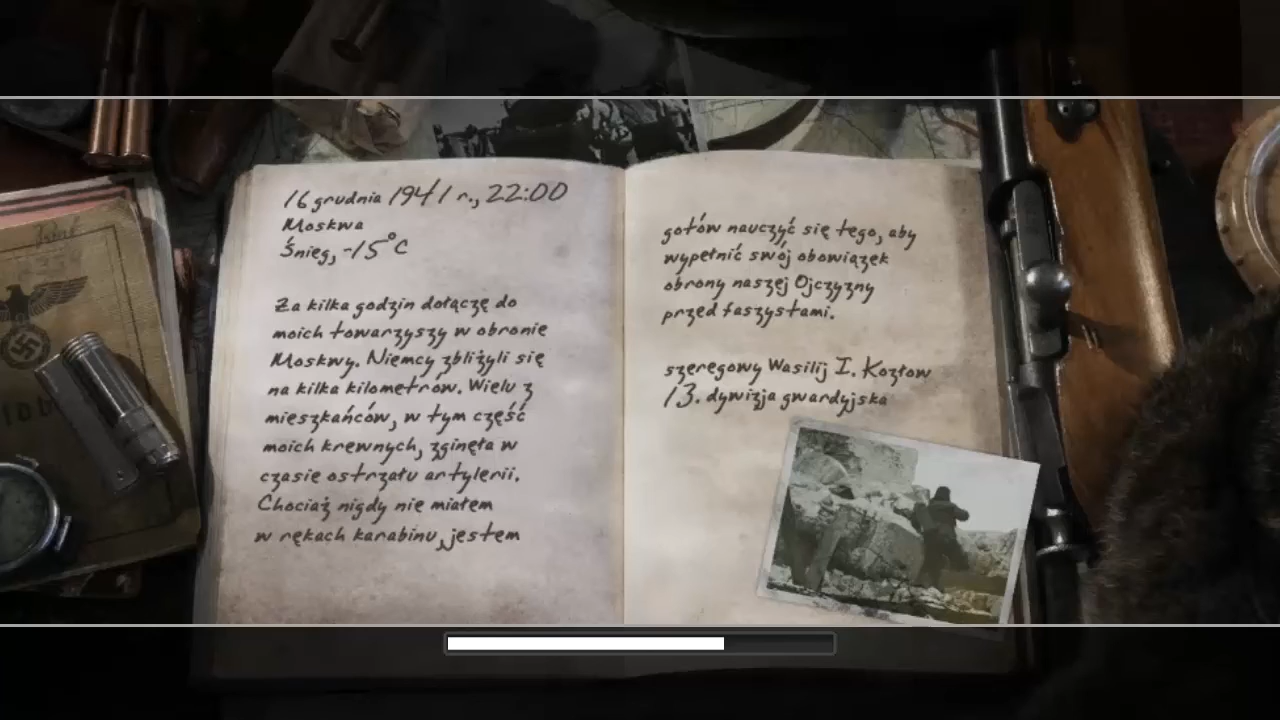 16 grudnia 1941 r., 22:00
Moskwa
Śnieg, -15°C
Za kilka godzin dołączę do
moich towarzyszy w obronie
Moskwy. Niemcy zbliżyli się
na kilka kilometrów. Wielu z
mieszkańców, w tym część
moich krewnych, zginęła w
czasie ostrzału artylerii.
Chociaż nigdy nie miałem
w rękach karabinu, jestem
gotów nauczyć się tego, aby
wypełnić swój obowiązek
obrony naszej Ojczyzny
przed faszystami.
szeregowy Wasilij I. Kozłow
13. dywizja gwardyjska